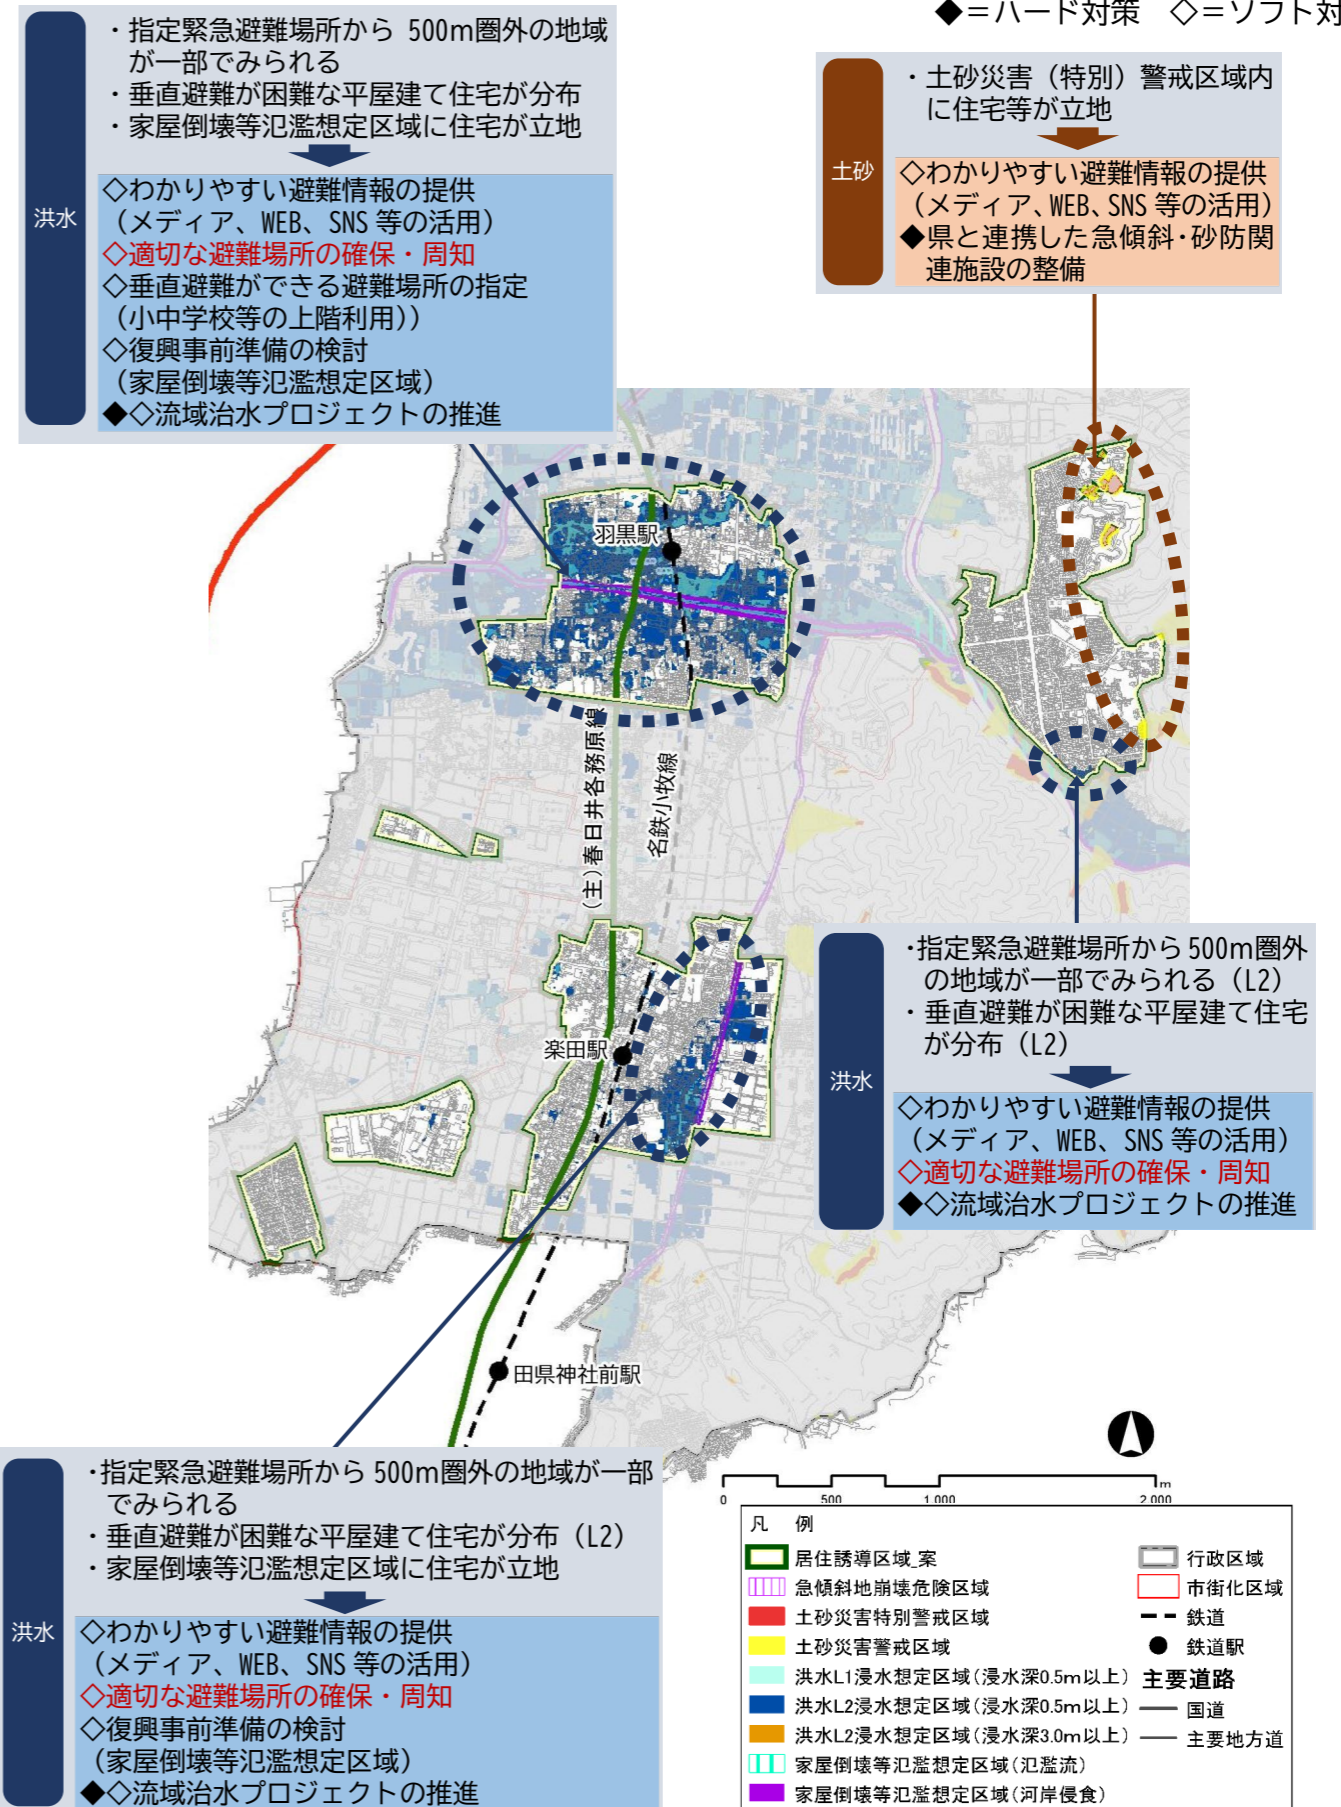 ◆＝ハード対策　◇＝ソフト対
洪水
・指定緊急避難場所から 500m圏外の地域
が一部でみられる
・垂直避難が困難な平屋建て住宅が分布
・家屋倒壊等氾濫想定区域に住宅が立地
◇わかりやすい避難情報の提供
（メディア、WEB、SNS 等の活用）
◇適切な避難場所の確保・周知
◇垂直避難ができる避難場所の指定
（小中学校等の上階利用））
◇復興事前準備の検討
（家屋倒壊等氾濫想定区域）
◆◇流域治水プロジェクトの推進
土砂
・土砂災害（特別）警戒区域内
に住宅等が立地
◇わかりやすい避難情報の提供
（メディア、WEB、SNS 等の活用）
◆県と連携した急傾斜・砂防関
連施設の整備
羽黒駅
(主)春日井各務原線
名鉄小牧線
楽田駅
田県神社前駅
洪水
・指定緊急避難場所から 500m圏外
の地域が一部でみられる（L2）
・垂直避難が困難な平屋建て住宅
が分布（L2）
◇わかりやすい避難情報の提供
（メディア、WEB、SNS 等の活用）
◇適切な避難場所の確保・周知
◆◇流域治水プロジェクトの推進
洪水
・指定緊急避難場所から 500m圏外の地域が一部
でみられる
・垂直避難が困難な平屋建て住宅が分布（L2）
・家屋倒壊等氾濫想定区域に住宅が立地
◇わかりやすい避難情報の提供
（メディア、WEB、SNS 等の活用）
◇適切な避難場所の確保・周知
◇復興事前準備の検討
（家屋倒壊等氾濫想定区域）
◆◇流域治水プロジェクトの推進
0 500 1,000 2,000 m
凡 例
居住誘導区域_案
急傾斜地崩壊危険区域
土砂災害特別警戒区域
土砂災害警戒区域
洪水L1浸水想定区域(浸水深0.5m以上)
洪水L2浸水想定区域(浸水深0.5m以上)
洪水L2浸水想定区域(浸水深3.0m以上)
家屋倒壊等氾濫想定区域(氾濫流)
家屋倒壊等氾濫想定区域(河岸侵食)
行政区域
市街化区域
鉄道
鉄道駅
主要道路
国道
主要地方道